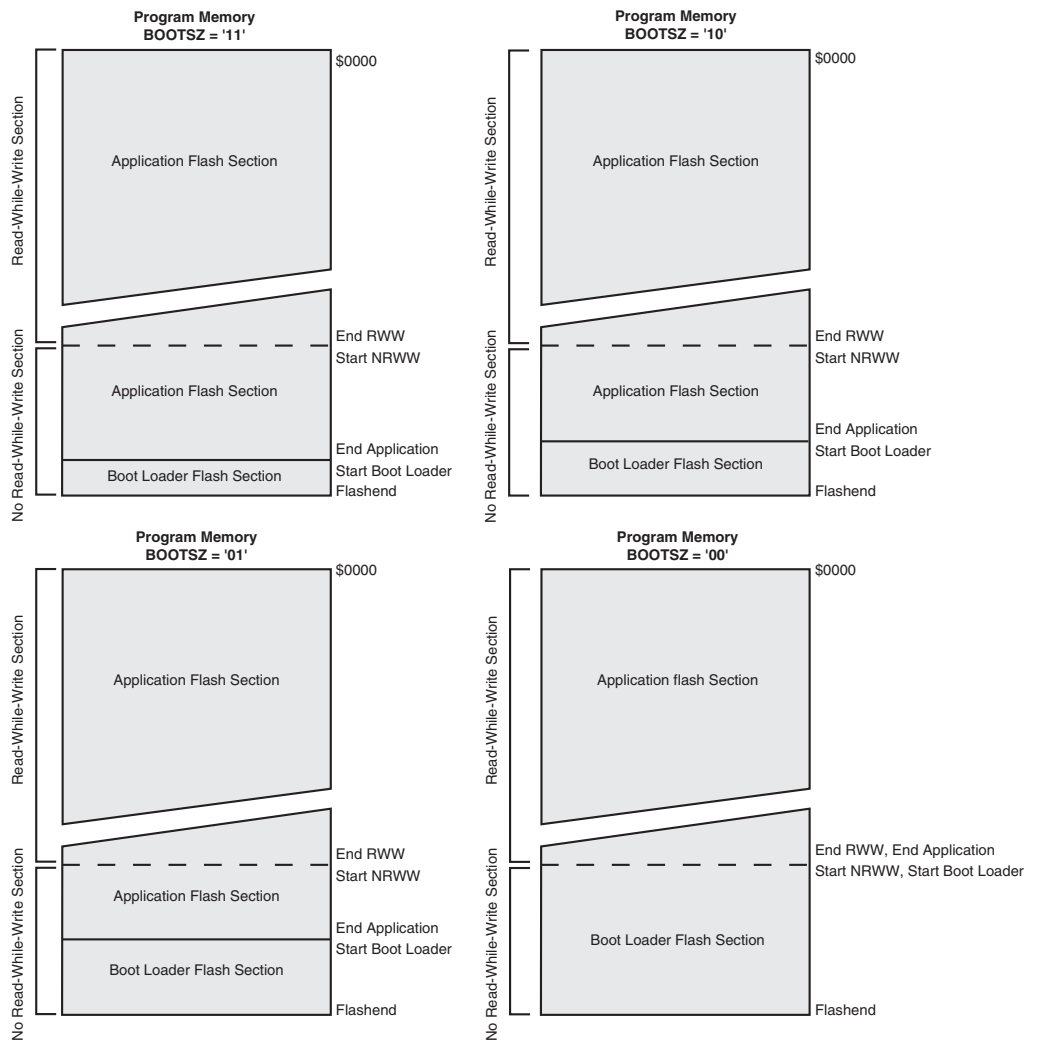 Program Memory
BOOTSZ = '11'
$0000
Read-While-Write Section
Application Flash Section
End RWW
Start NRWW
No Read-While-Write Section
Application Flash Section
End Application
Start Boot Loader
Boot Loader Flash Section
Flashend
Program Memory
BOOTSZ = '10'
$0000
Read-While-Write Section
Application Flash Section
End RWW
Start NRWW
No Read-While-Write Section
Application Flash Section
End Application
Start Boot Loader
Boot Loader Flash Section
Flashend
Program Memory
BOOTSZ = '01'
$0000
Read-While-Write Section
Application Flash Section
End RWW
Start NRWW
No Read-While-Write Section
Application Flash Section
End Application
Start Boot Loader
Boot Loader Flash Section
Flashend
Program Memory
BOOTSZ = '00'
$0000
Read-While-Write Section
Application flash Section
End RWW, End Application
Start NRWW, Start Boot Loader
No Read-While-Write Section
Boot Loader Flash Section
Flashend